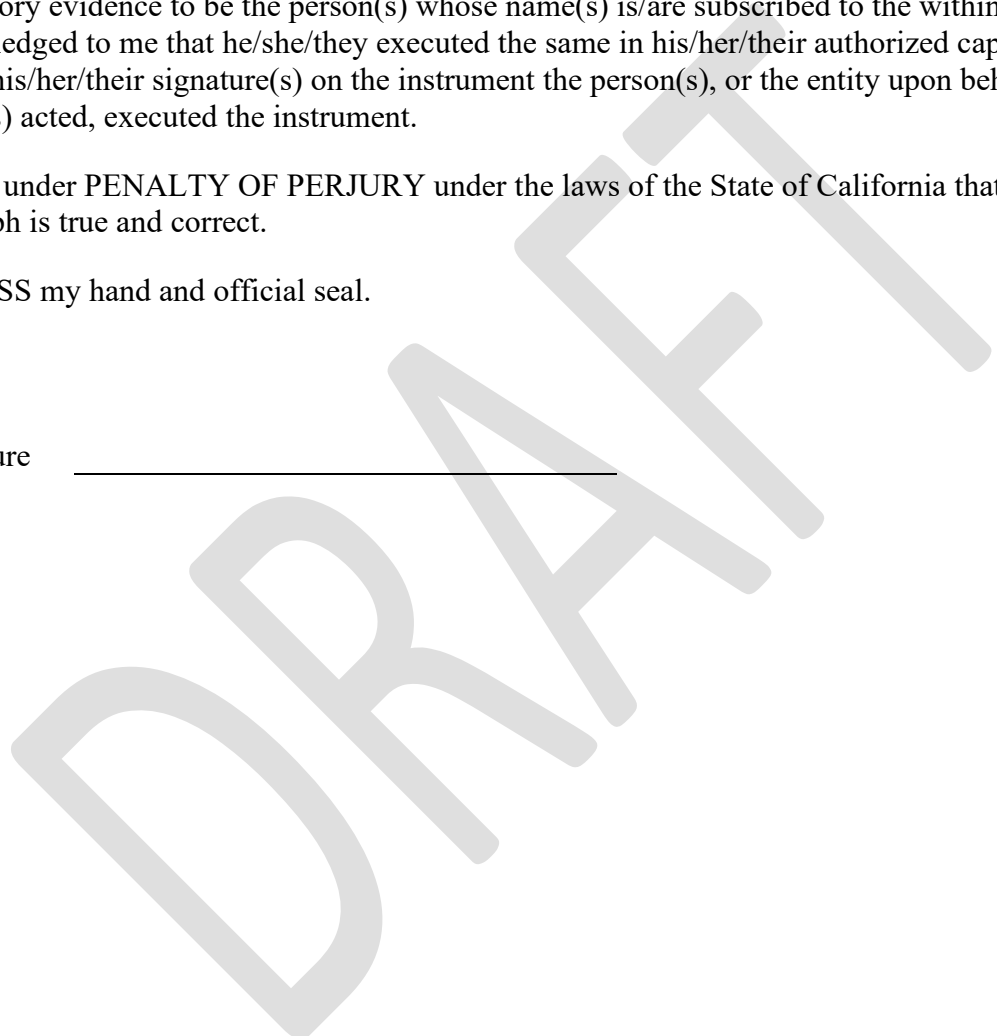 ory evidence to be the person(s) whose name(s) is/are subscribed to the within
ledged to me that he/she/they executed the same in his/her/their authorized cap
his/her/their signature(s) on the instrument the person(s), or the entity upon beh
) acted, executed the instrument.
under PENALTY OF PERJURY under the laws of the State of California that
ph is true and correct.
SS my hand and official seal.
ure
DRAFT